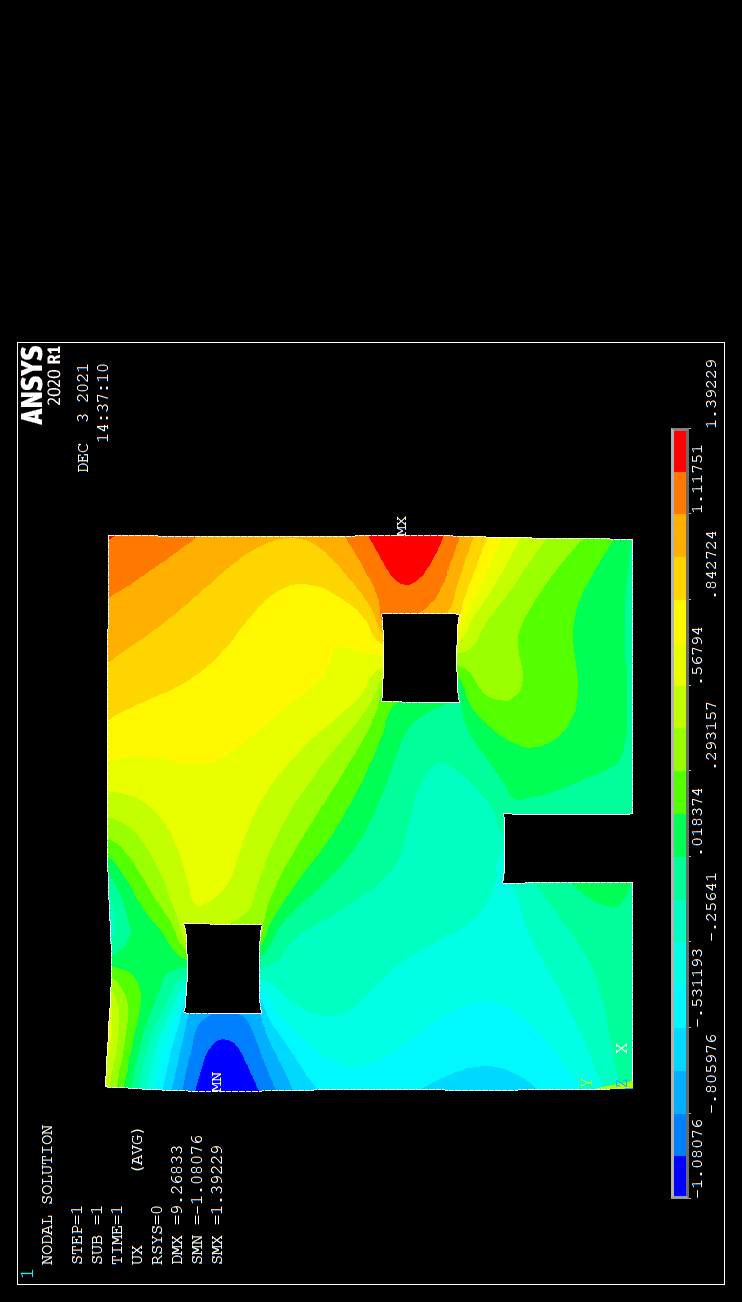 1
NODAL SOLUTION
STEP=1
SUB =1
TIME=1
UX (AVG)
RSYS=0
DMX =9.26833
SMN =-1.08076
SMX =1.39229
ANSYS
2020 R1
DEC 3 2021
14:37:10
MN
MX
Y
Z X
-1.08076
-.805976
-.531193
-.25641
.018374
.293157
.56794
.842724
1.11751
1.39229